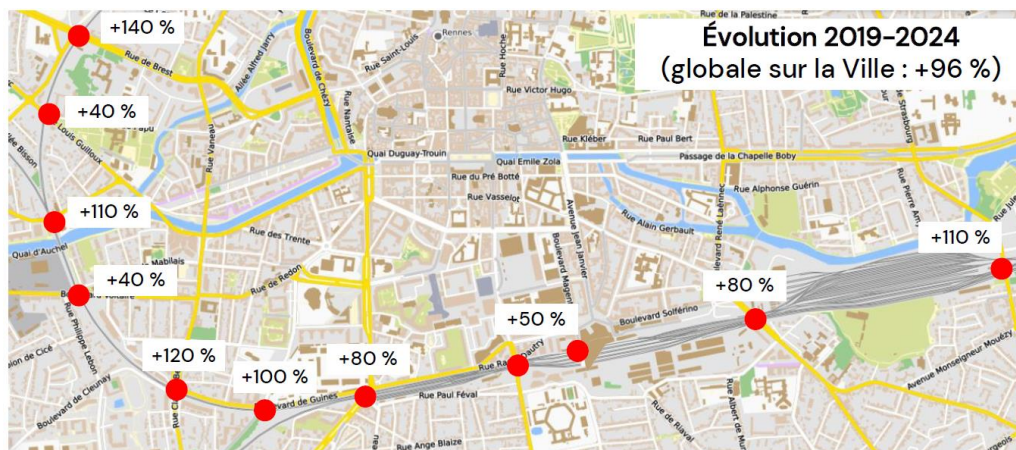 Évolution 2019-2024
(globale sur la Ville : +96 %)
+140 %
+40 %
+110 %
+40 %
+120 %
+100 %
+80 %
+50 %
+80 %
+110 %
Rennes
Rue de la Palestine
Rue de Brest
Allée Alfred Jarry
Boulevard de Chézy
Rue Saint-Louis
Rue Hoche
Rue Nantaise
Rue Victor Hugo
Rue Kléber
Rue Paul Bert
de Strasbourg
Louis Guilloux
Rue Vaneau
Quai Duguay-Trouin
Quai Emile Zola
Passage de la Chapelle Boby
Rue du Pré Botté
Rue Vasselot
Rue Alphonse Guérin
Rue Alain Gerbault
Avenue Jean Janvier
Boulevard Magenta
Quai d'Auchel
Rue des Trente
Mabilais
Rue de Redon
Boulevard Solférino
Rue Philippe Lebon
Boulevard de Cleunay
Rue Paul Féval
Rue Ange Blaize
Rue de Riaval
Avenue Monseigneur Mouëzy